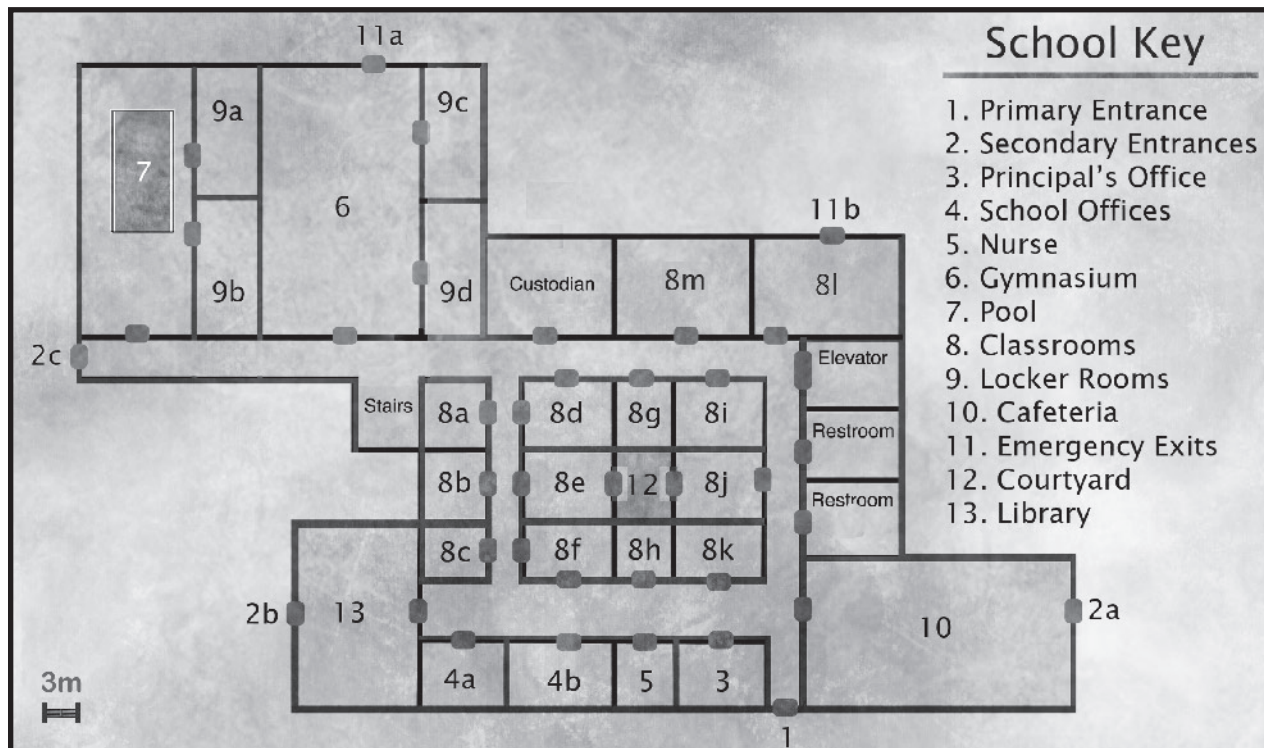 School Key
1. Primary Entrance
2. Secondary Entrances
3. Principal's Office
4. School Offices
5. Nurse
6. Gymnasium
7. Pool
8. Classrooms
9. Locker Rooms
10. Cafeteria
11. Emergency Exits
12. Courtyard
13. Library
11a
9a
9c
7
6
11b
9b
9d
Custodian
8m
8l
2c
Elevator
Stairs
8a
8d
8g
8i
Restroom
8b
8e
12
8j
Restroom
8c
8f
8h
8k
2b
13
10
2a
4a
4b
5
3
3m
1